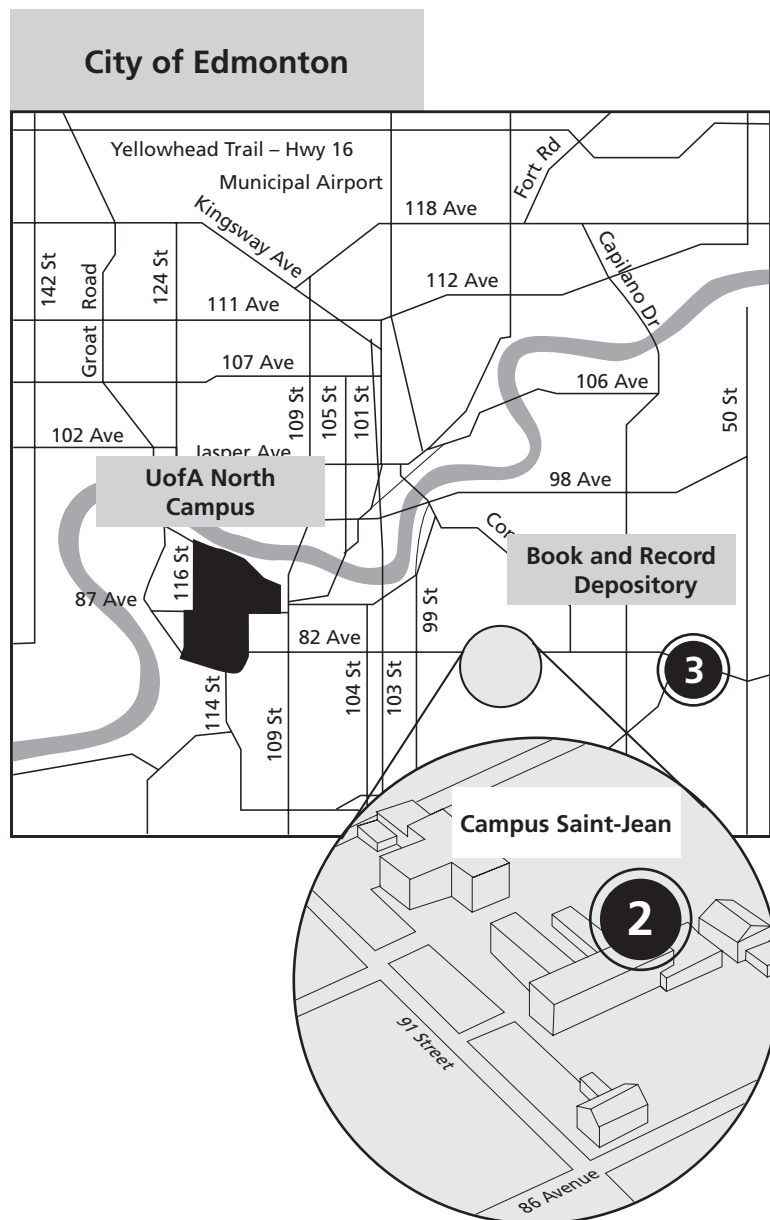 City of Edmonton
Yellowhead Trail – Hwy 16
Municipal Airport
Fort Rd
Kingsway Ave
118 Ave
Capilano Dr
142 St
Groat Road
124 St
112 Ave
111 Ave
107 Ave
109 St
105 St
101 St
106 Ave
50 St
102 Ave
Jasper Ave
UofA North
Campus
98 Ave
Book and Record
Depository
116 St
87 Ave
99 St
82 Ave
3
114 St
109 St
104 St
103 St
Campus Saint-Jean
2
91 Street
86 Avenue